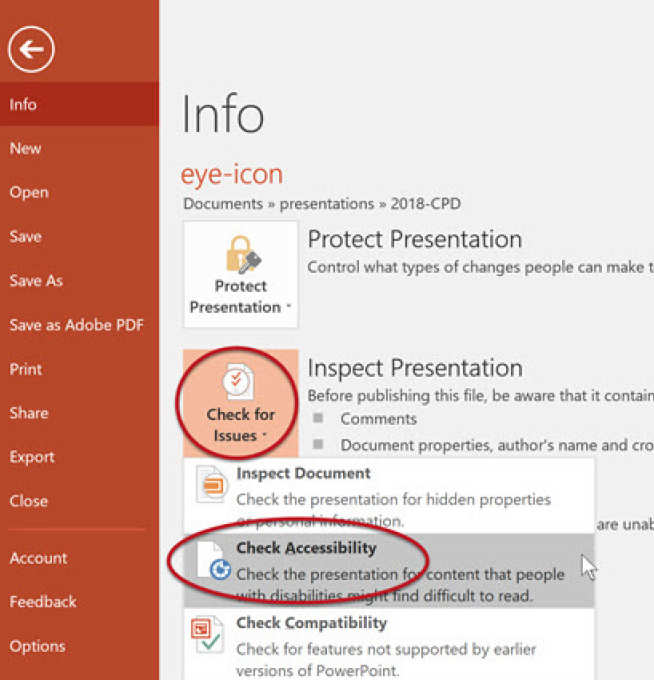 Info
New
Open
Save
Save As
Save as Adobe PDF
Print
Share
Export
Close
Account
Feedback
Options
Info
eye-icon
Documents » presentations » 2018-CPD
Protect
Presentation
Protect Presentation
Control what types of changes people can make t
Check for
Issues
Inspect Presentation
Before publishing this file, be aware that it contain
Comments
Document properties, author's name and cro
are unab
Inspect Document
Check the presentation for hidden properties
or personal information.
Check Accessibility
Check the presentation for content that people
with disabilities might find difficult to read.
Check Compatibility
Check for features not supported by earlier
versions of PowerPoint.